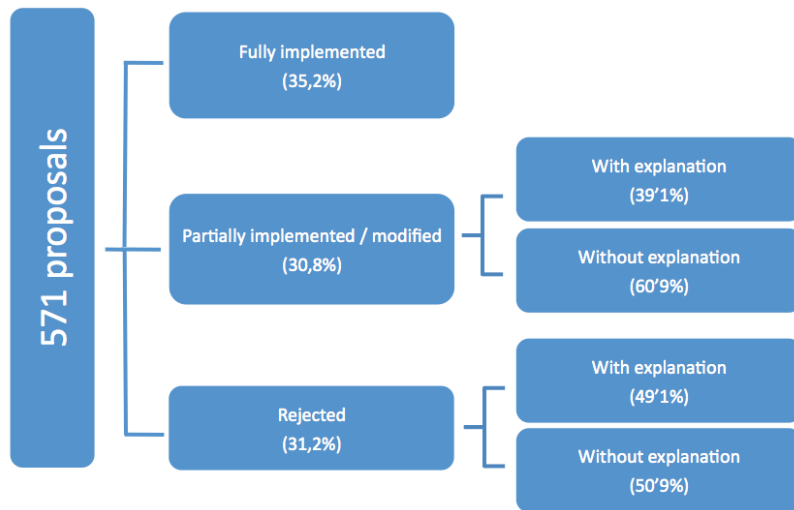 571 proposals
Fully implemented
(35,2%)
Partially implemented / modified
(30,8%)
With explanation
(39’1%)
Without explanation
(60’9%)
Rejected
(31,2%)
With explanation
(49’1%)
Without explanation
(50’9%)